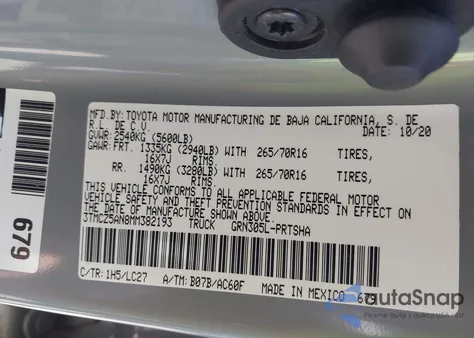 MFD.BY:TOYOTA MOTOR MANUFACTURING DE BAJA CALIFORNIA, S. DE
R.L. DE C.V. DATE: 10/20
GVWR:2540KG (5600LB)
GAWR:FRT. 1335KG (2940LB) WITH 265/70R16 TIRES,
16X7J RIMS.
RR. 1490KG (3280LB) WITH 265/70R16 TIRES,
16X7J RIMS.
THIS VEHICLE CONFORMS TO ALL APPLICABLE FEDERAL MOTOR
VEHICLE SAFETY AND THEFT PREVENTION STANDARDS IN EFFECT ON
THE DATE OF MANUFACTURE SHOWN ABOVE.
3TMCZ5AN0MM382193 TRUCK GRN305L-PRTSHA
C/TR: 1H5/LC27 A/TM: B07B/AC60F MADE IN MEXICO 679
679
AutoSnap